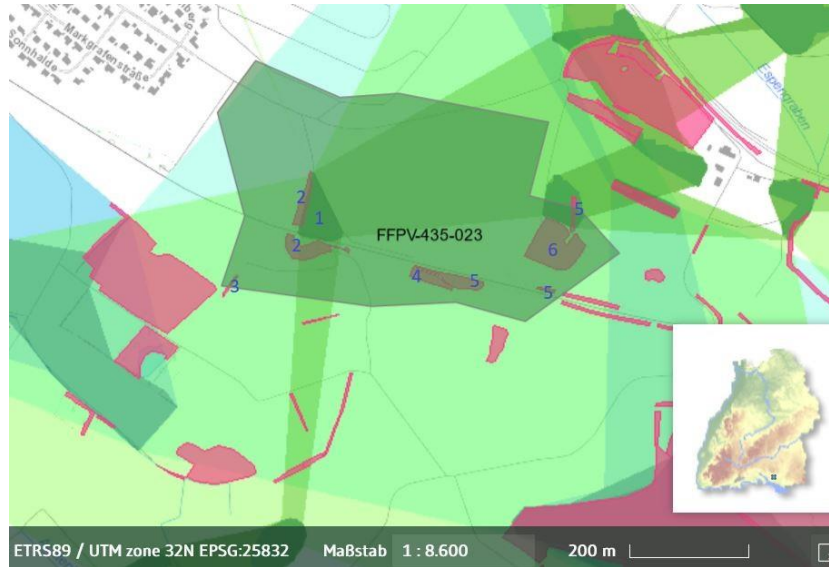 Sonnhalde
Markgrafenstraße
Espengraben
2
1
5
2
FFPV-435-023
6
3
4
5
5
ETRS89 / UTM zone 32N EPSG:25832
Maßstab
1 : 8.600
200 m